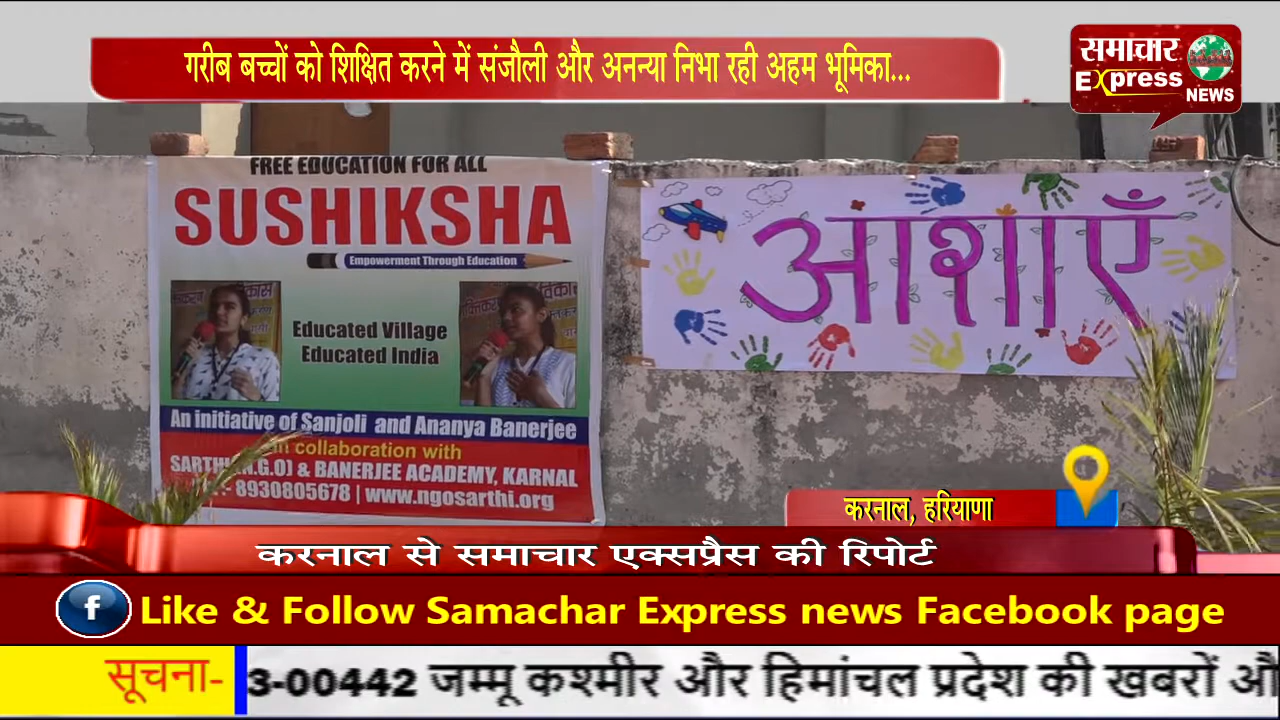 गरीब बच्चों को शिक्षित करने में संजौली और अनन्या निभा रही अहम भूमिका...
समाचार
Express
NEWS
FREE EDUCATION FOR ALL
SUSHIKSHA
Empowerment Through Education
Educated Village
Educated India
An initiative of Sanjoli and Ananya Banerjee
in collaboration with
SARTHI (N.G.O) & BANERJEE ACADEMY, KARNAL
8930805678 | www.ngosarthi.org
आशाएँ
करनाल, हरियाणा
करनाल से समाचार एक्सप्रैस की रिपोर्ट
f Like & Follow Samachar Express news Facebook page
सूचना- 3-00442 जम्मू कश्मीर और हिमांचल प्रदेश की खबरों औ